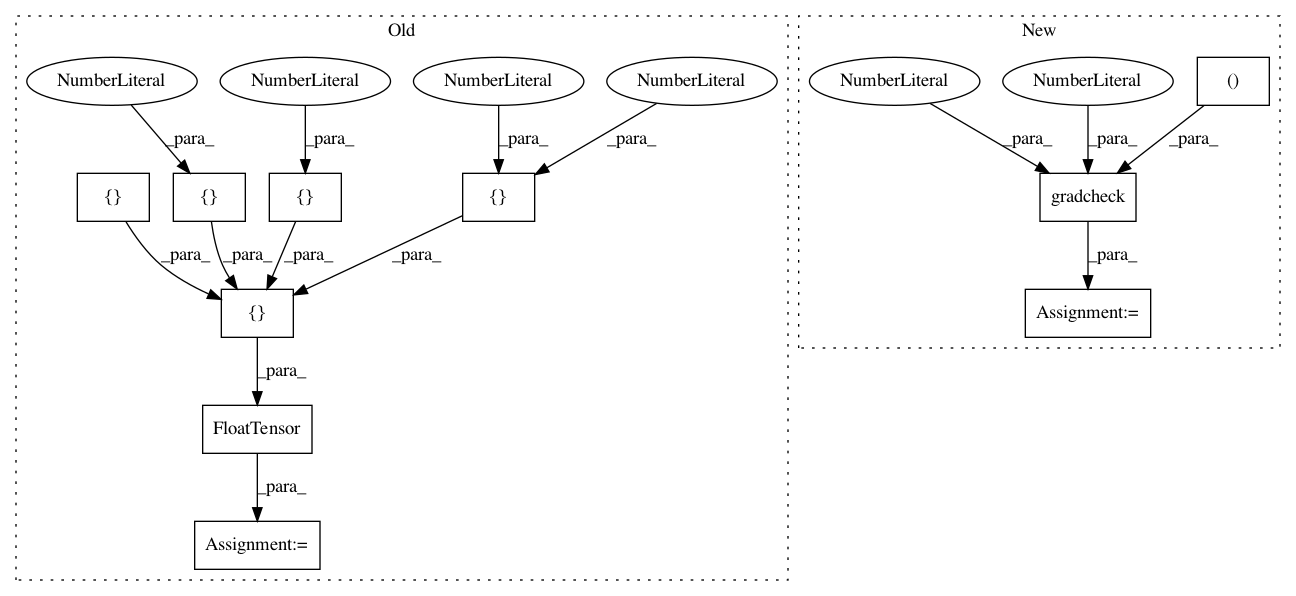 Old
New
NumberLiteral NumberLiteral NumberLiteral NumberLiteral NumberLiteral NumberLiteral ()
_para_ _para_ _para_ _para_ _para_ _para_ _para_
{} {} {} {} gradcheck
_para_ _para_ _para_ _para_ _para_
{} Assignment:=
_para_
FloatTensor
_para_
Assignment:=